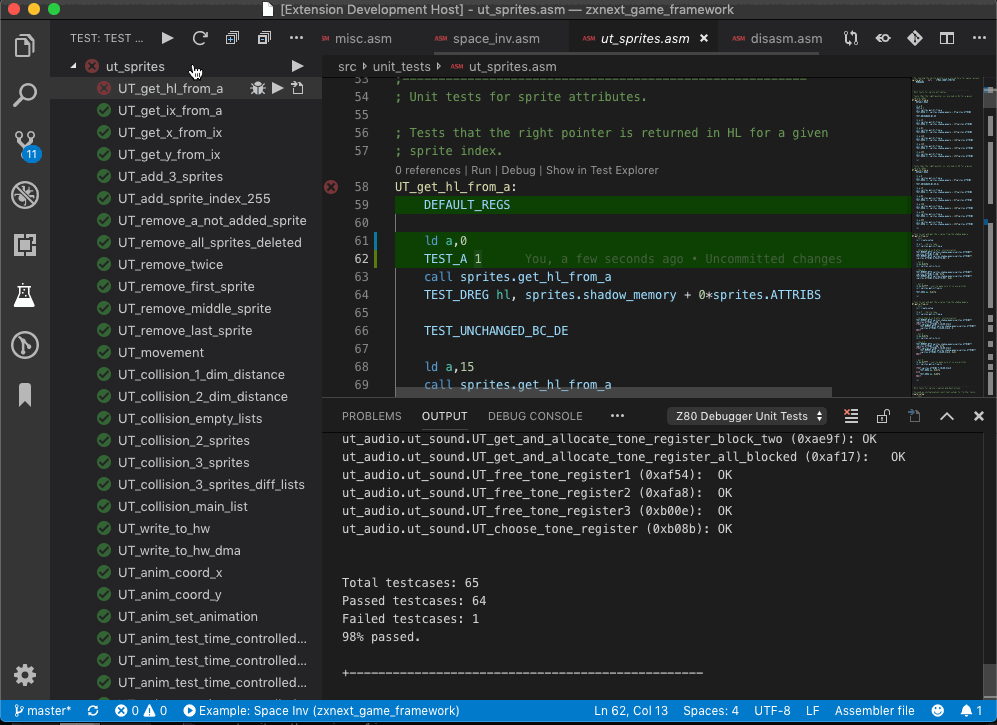 [Extension Development Host] - ut_sprites.asm — zxnext_game_framework
TEST: TEST ...
ASM misc.asm
ASM space_inv.asm
ASM ut_sprites.asm
ASM disasm.asm
src unit_tests ASM ut_sprites.asm
ut_sprites
UT_get_hl_from_a
UT_get_ix_from_a
UT_get_x_from_ix
UT_get_y_from_ix
UT_add_3_sprites
UT_add_sprite_index_255
UT_remove_a_not_added_sprite
UT_remove_all_sprites_deleted
UT_remove_twice
UT_remove_first_sprite
UT_remove_middle_sprite
UT_remove_last_sprite
UT_movement
UT_collision_1_dim_distance
UT_collision_2_dim_distance
UT_collision_empty_lists
UT_collision_2_sprites
UT_collision_3_sprites
UT_collision_3_sprites_diff_lists
UT_collision_main_list
UT_write_to_hw
UT_write_to_hw_dma
UT_anim_coord_x
UT_anim_coord_y
UT_anim_set_animation
UT_anim_test_time_controlled...
UT_anim_test_time_controlled...
UT_anim_test_time_controlled...
11
53 ;--------------------------------------------------------
54 ; Unit tests for sprite attributes.
55
56 ; Tests that the right pointer is returned in HL for a given
57 ; sprite index.
0 references | Run | Debug | Show in Test Explorer
58 UT_get_hl_from_a:
59 DEFAULT_REGS
60
61 ld a,0
62 TEST_A 1 You, a few seconds ago • Uncommitted changes
63 call sprites.get_hl_from_a
64 TEST_DREG hl, sprites.shadow_memory + 0*sprites.ATTRIBS
65
66 TEST_UNCHANGED_BC_DE
67
68 ld a,15
69 call sprites.get_hl_from_a
PROBLEMS OUTPUT DEBUG CONSOLE ... Z80 Debugger Unit Tests
ut_audio.ut_sound.UT_get_and_allocate_tone_register_block_two (0xae9f): OK
ut_audio.ut_sound.UT_get_and_allocate_tone_register_all_blocked (0xaf17): OK
ut_audio.ut_sound.UT_free_tone_register1 (0xaf54): OK
ut_audio.ut_sound.UT_free_tone_register2 (0xafa8): OK
ut_audio.ut_sound.UT_free_tone_register3 (0xb00e): OK
ut_audio.ut_sound.UT_choose_tone_register (0xb08b): OK
Total testcases: 65
Passed testcases: 64
Failed testcases: 1
98% passed.
+-------------------------------------------------
master* 0 0 Example: Space Inv (zxnext_game_framework) Ln 62, Col 13 Spaces: 4 UTF-8 LF Assembler file 1